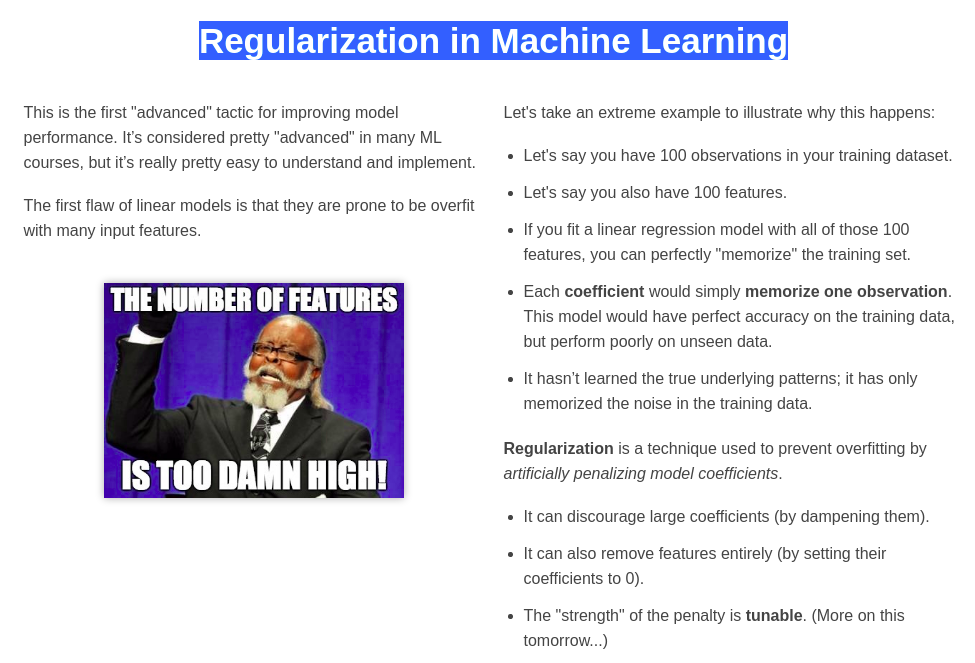 Regularization in Machine Learning
This is the first "advanced" tactic for improving model
performance. It’s considered pretty "advanced" in many ML
courses, but it’s really pretty easy to understand and implement.
The first flaw of linear models is that they are prone to be overfit
with many input features.
THE NUMBER OF FEATURES
IS TOO DAMN HIGH!
Let's take an extreme example to illustrate why this happens:
• Let's say you have 100 observations in your training dataset.
• Let's say you also have 100 features.
• If you fit a linear regression model with all of those 100
features, you can perfectly "memorize" the training set.
• Each coefficient would simply memorize one observation.
This model would have perfect accuracy on the training data,
but perform poorly on unseen data.
• It hasn’t learned the true underlying patterns; it has only
memorized the noise in the training data.
Regularization is a technique used to prevent overfitting by
artificially penalizing model coefficients.
• It can discourage large coefficients (by dampening them).
• It can also remove features entirely (by setting their
coefficients to 0).
• The "strength" of the penalty is tunable. (More on this
tomorrow...)